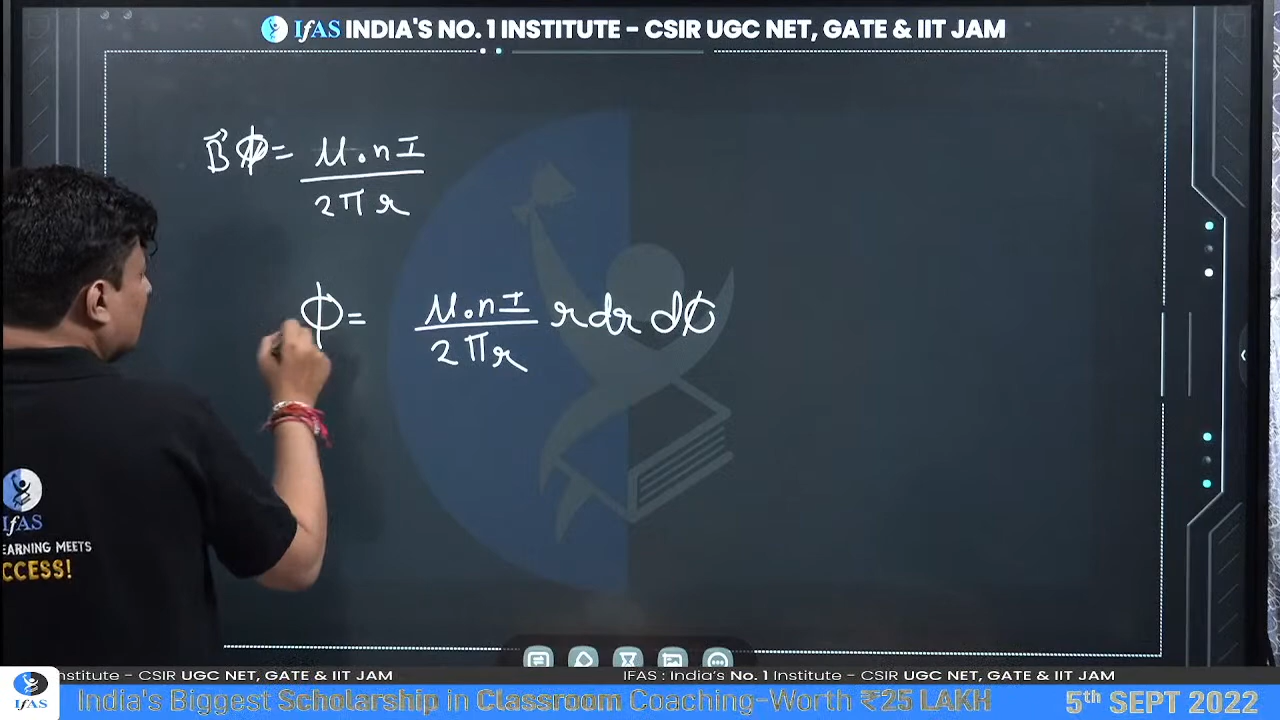 IfAS INDIA'S NO. 1 INSTITUTE - CSIR UGC NET, GATE & IIT JAM
B⃗ϕ = μ₀nI / 2πr
ϕ = μ₀nI / 2πr r dr dϕ
IfAS
EARNING MEETS
CCESS!
nstitute - CSIR UGC NET, GATE & IIT JAM
IFAS : India's No. 1 Institute - CSIR UGC NET, GATE & IIT JAM
IFAS
India's Biggest Scholarship in Classroom Coaching-Worth ₹25 LAKH
5th SEPT 2022